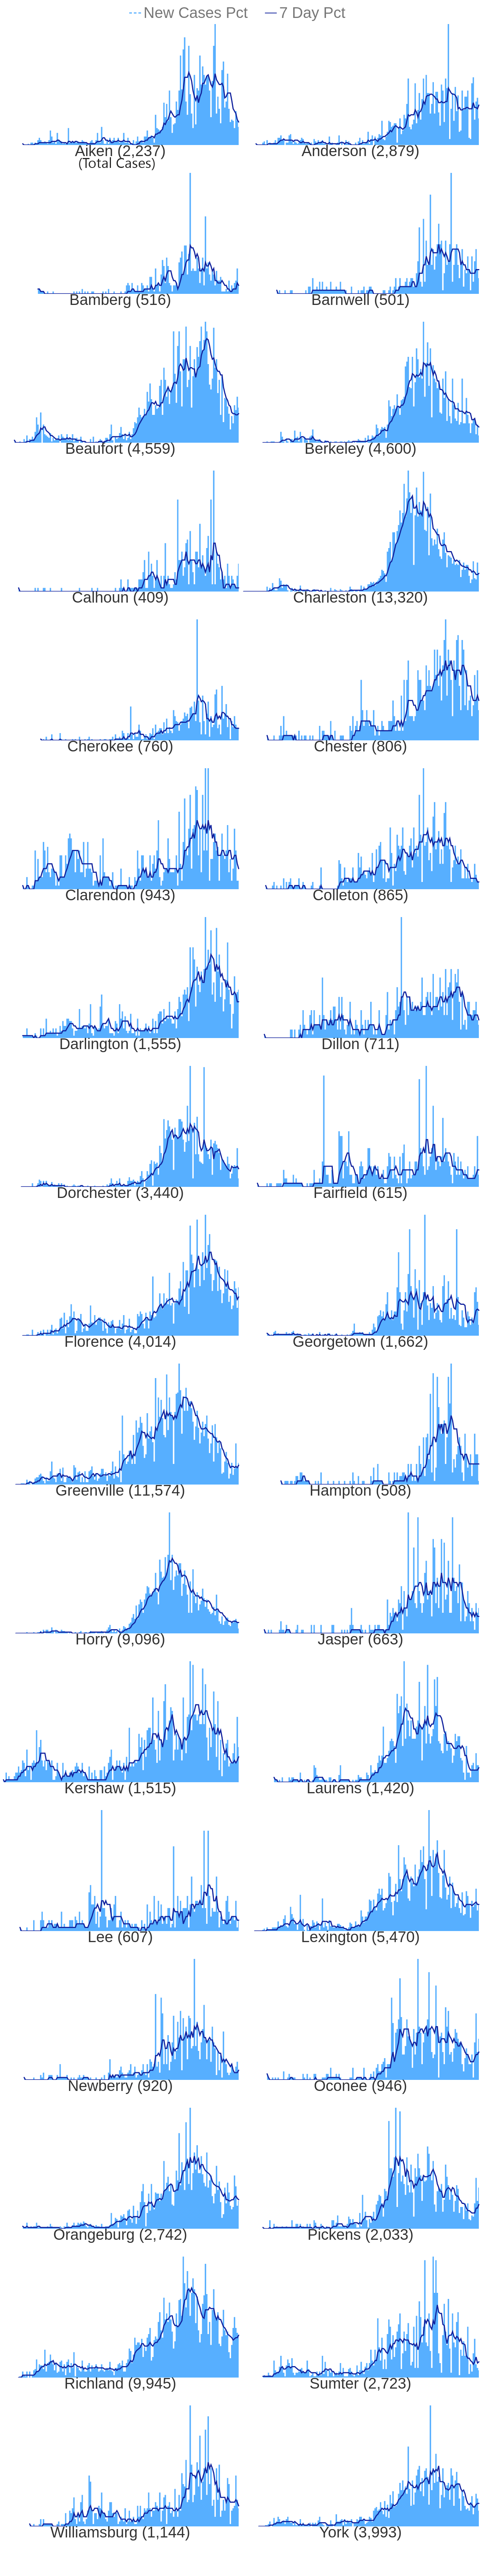 New Cases Pct 7 Day Pct
Aiken (2,237) Anderson (2,879)
(Total Cases)
Bamberg (516) Barnwell (501)
Beaufort (4,559) Berkeley (4,600)
Calhoun (409) Charleston (13,320)
Cherokee (760) Chester (806)
Clarendon (943) Colleton (865)
Darlington (1,555) Dillon (711)
Dorchester (3,440) Fairfield (615)
Florence (4,014) Georgetown (1,662)
Greenville (11,574) Hampton (508)
Horry (9,096) Jasper (663)
Kershaw (1,515) Laurens (1,420)
Lee (607) Lexington (5,470)
Newberry (920) Oconee (946)
Orangeburg (2,742) Pickens (2,033)
Richland (9,945) Sumter (2,723)
Williamsburg (1,144) York (3,993)